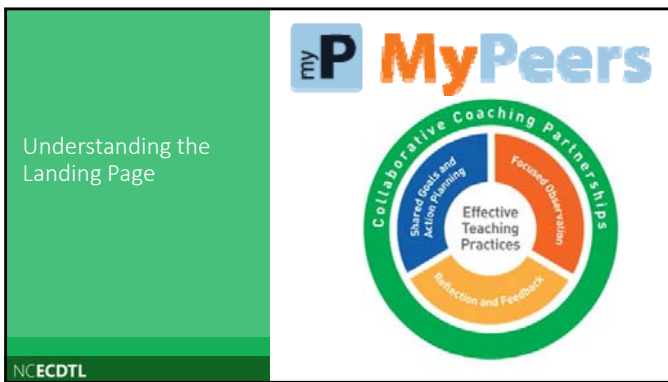 Understanding the
Landing Page
NCECDTL
myP MyPeers
Collaborative Coaching Partnerships
Shared Goals and
Action Planning
Focused Observation
Effective
Teaching
Practices
Reflection and Feedback